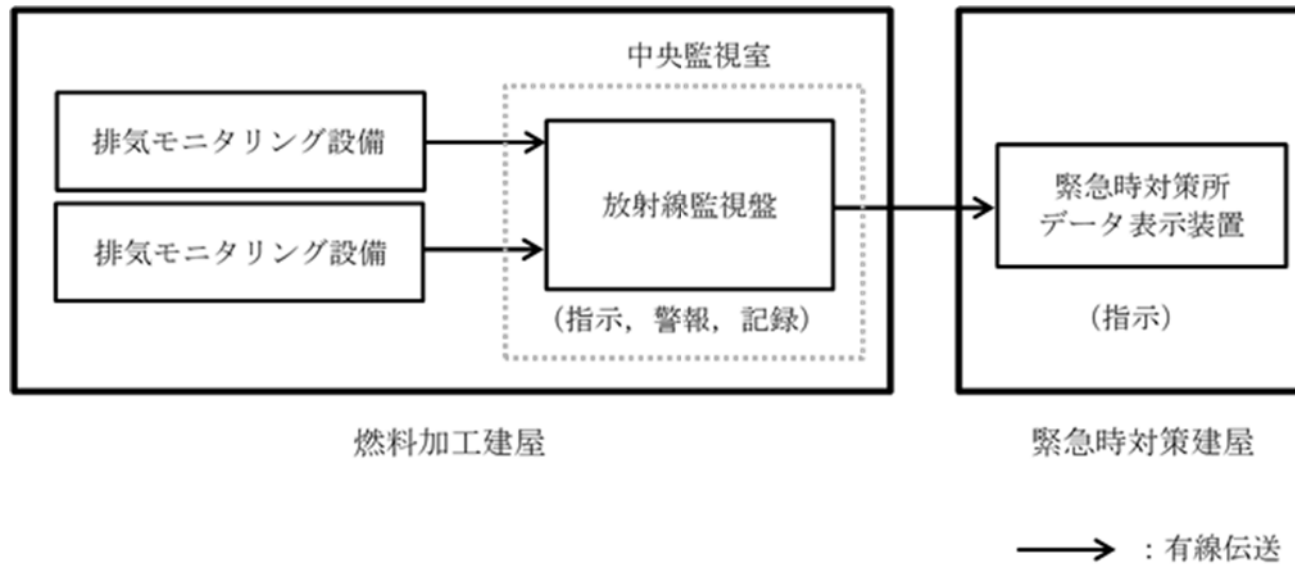 中央監視室
排気モニタリング設備
排気モニタリング設備
放射線監視盤
(指示，警報，記録)
緊急時対策所
データ表示装置
(指示)
燃料加工建屋
緊急時対策建屋
：有線伝送